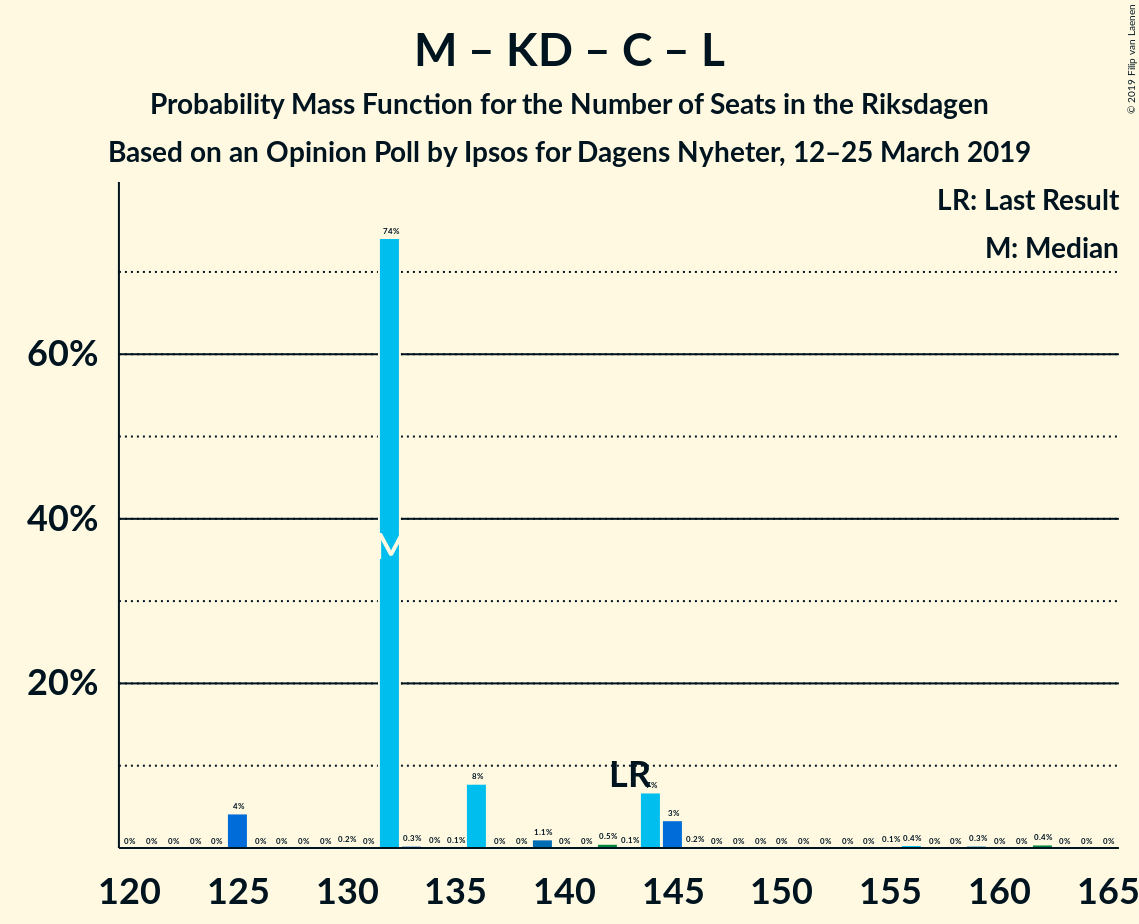 M – KD – C – L
Probability Mass Function for the Number of Seats in the Riksdagen
Based on an Opinion Poll by Ipsos for Dagens Nyheter, 12–25 March 2019
© 2019 Filip van Laenen
LR: Last Result
M: Median
60%
40%
20%
0% 0% 0% 0% 0% 4% 0% 0% 0% 0% 0.2% 0% 74% 0.3% 0% 0.1% 8% 0% 0% 1.1% 0% 0% 0.5% 0.1% 3% 0.2% 0% 0% 0% 0% 0% 0% 0% 0% 0.1% 0.4% 0% 0% 0.3% 0% 0% 0.4% 0% 0% 0%
M
LR
120 125 130 135 140 145 150 155 160 165